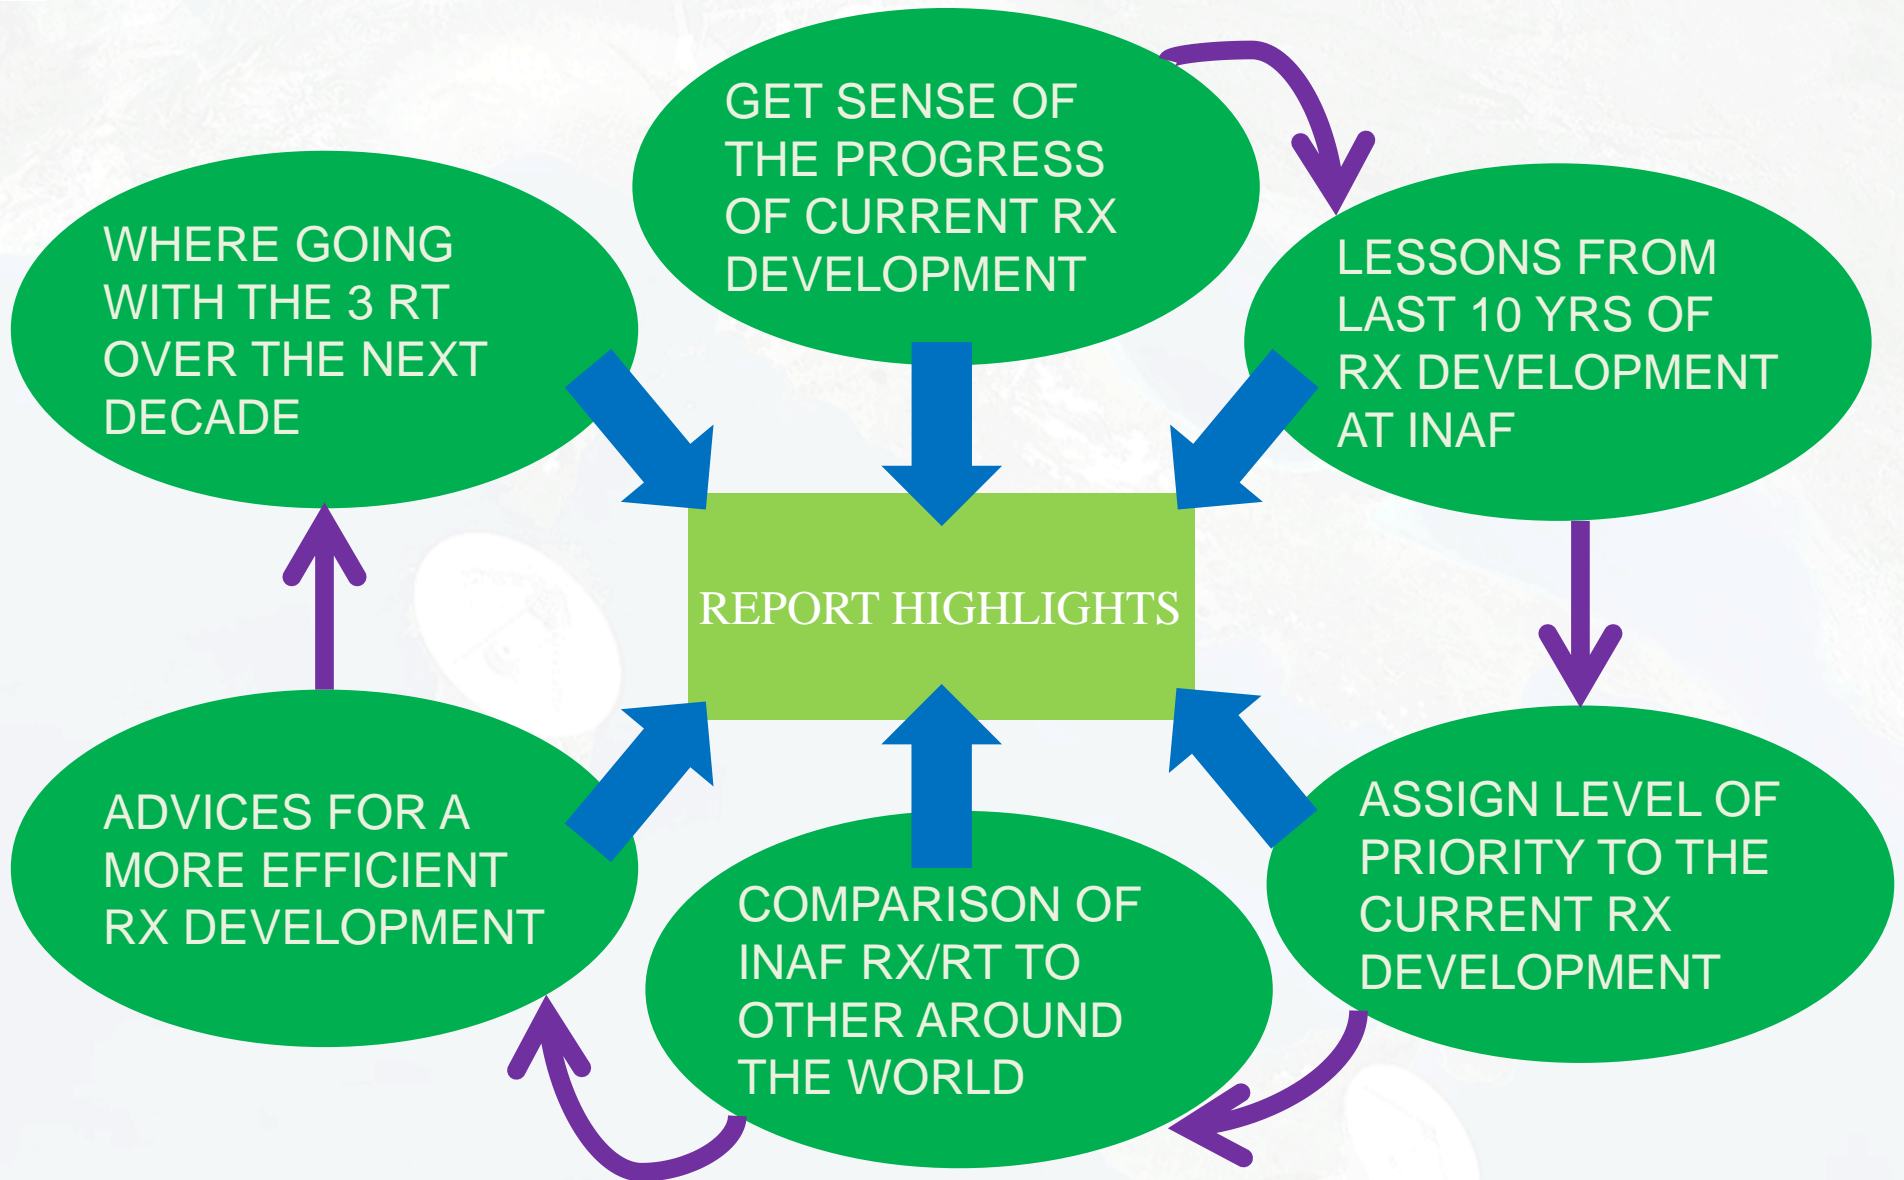 GET SENSE OF
THE PROGRESS
OF CURRENT RX
DEVELOPMENT
WHERE GOING
WITH THE 3 RT
OVER THE NEXT
DECADE
LESSONS FROM
LAST 10 YRS OF
RX DEVELOPMENT
AT INAF
REPORT HIGHLIGHTS
ADVICES FOR A
MORE EFFICIENT
RX DEVELOPMENT
COMPARISON OF
INAF RX/RT TO
OTHER AROUND
THE WORLD
ASSIGN LEVEL OF
PRIORITY TO THE
CURRENT RX
DEVELOPMENT